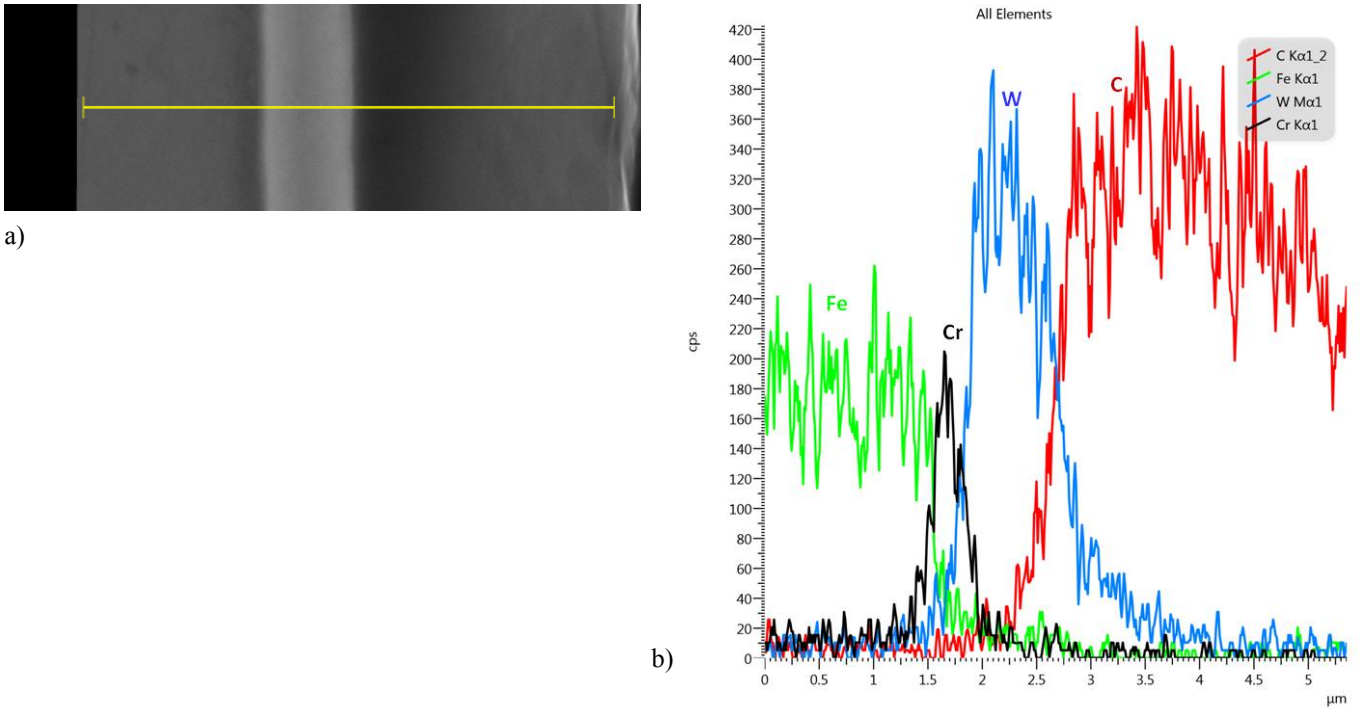 a)
All Elements
C Kα1_2
Fe Kα1
W Mα1
Cr Kα1
420
400
380
360
340
320
300
280
260
240
220
200
180
160
140
120
100
80
60
40
20
0
cps
Fe
Cr
W
C
0
0.5
1
1.5
2
2.5
3
3.5
4
4.5
5
µm
b)